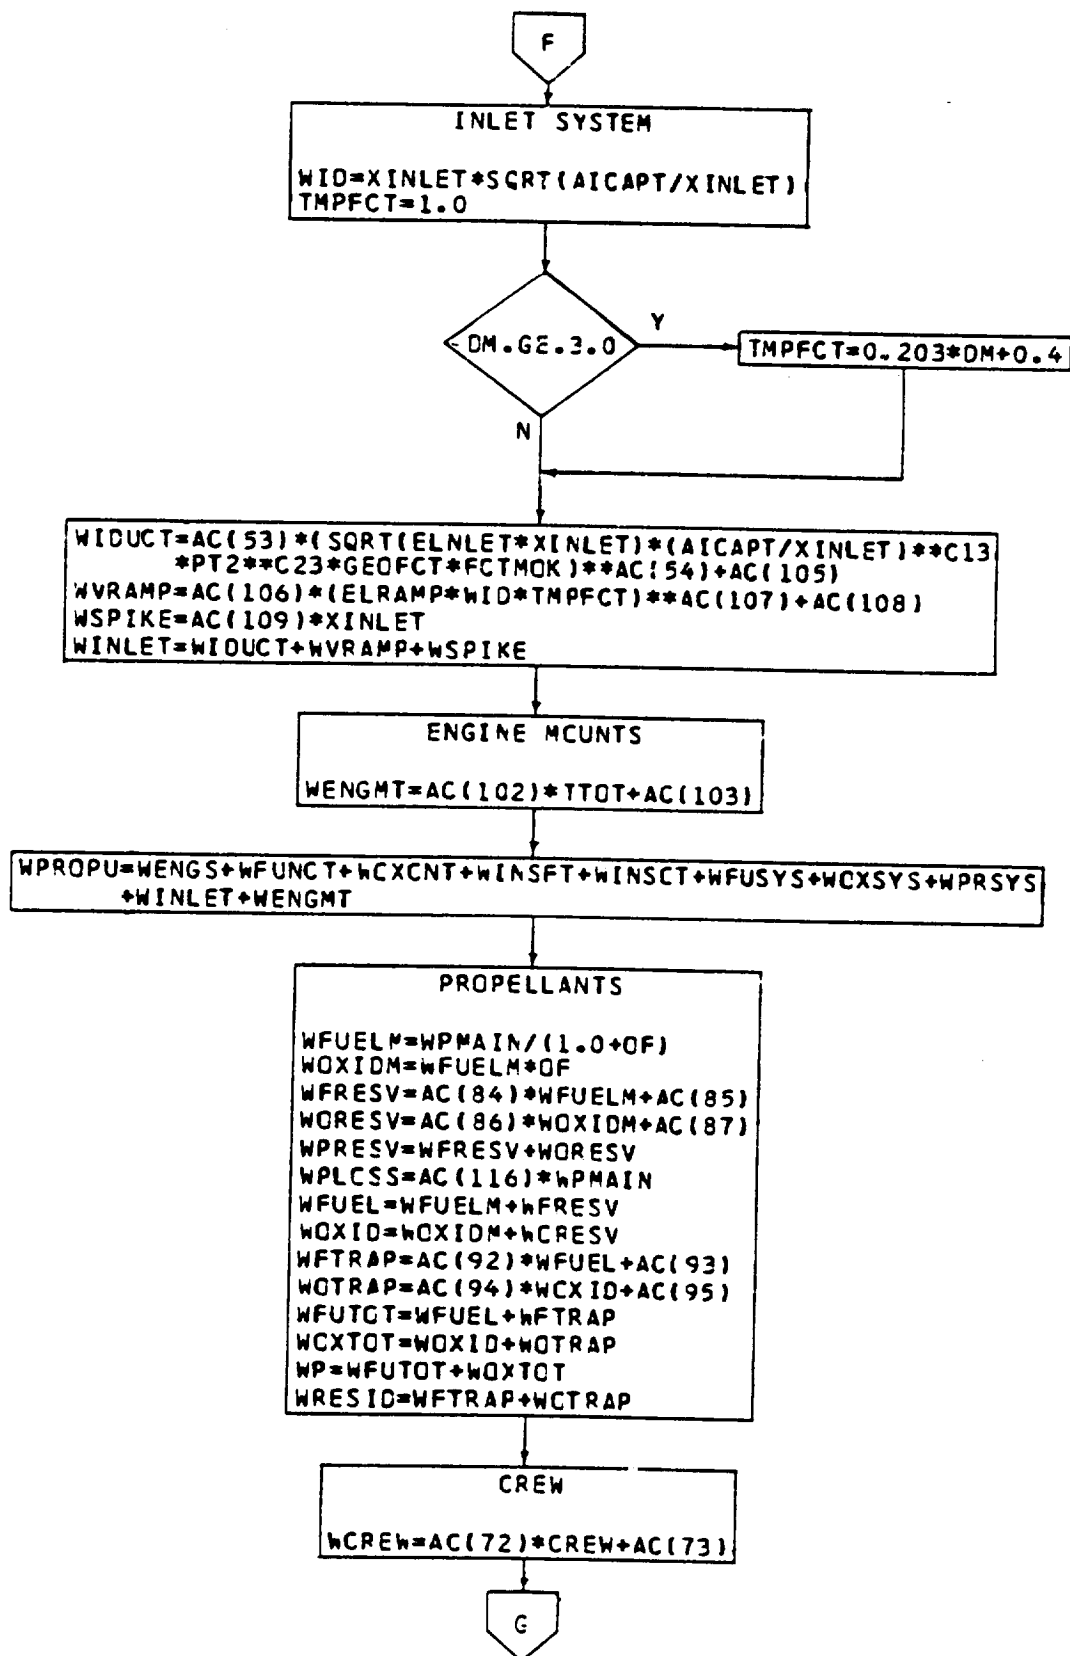 F
INLET SYSTEM
WID=XINLET*SQRT(AICAPT/XINLET)
TMPFCT=1.0
DM.GE.3.0
Y
TMPFCT=0.203*DM+0.4
N
WIDUCT=AC(53)*(SQRT(ELNLET*XINLET)*(AICAPT/XINLET)**C13
*PT2**C23*GEOFCT*FCTMOK)**AC(54)+AC(105)
WVRAMP=AC(106)*(ELRAMP*WID*TMPFCT)**AC(107)+AC(108)
WSPIKE=AC(109)*XINLET
WINLET=WIDUCT+WVRAMP+WSPIKE
ENGINE MCUNTS
WENGMT=AC(102)*TTOT+AC(103)
WPROPU=WENGS+WFUNCT+WCXCNT+WINSFT+WINSCT+WFUSYS+WOXSYS+WPRSYS
+WINLET+WENGMT
PROPELLANTS
WFUELM=WPMAIN/(1.0+OF)
WOXIDM=WFUELM*OF
WFRESV=AC(84)*WFUELM+AC(85)
WORESV=AC(86)*WOXIDM+AC(87)
WPRESV=WFRESV+WORESV
WPLCSS=AC(116)*WPMAIN
WFUEL=WFUELM+WFRESV
WOXID=WOXIDM+WCRESV
WFTRAP=AC(92)*WFUEL+AC(93)
WOTRAP=AC(94)*WCXID+AC(95)
WFUTOT=WFUEL+WFTRAP
WCXTOT=WOXID+WOTRAP
WP=WFUTOT+WOXTOT
WRESID=WFTRAP+WCTRAP
CREW
WCREW=AC(72)*CREW+AC(73)
G